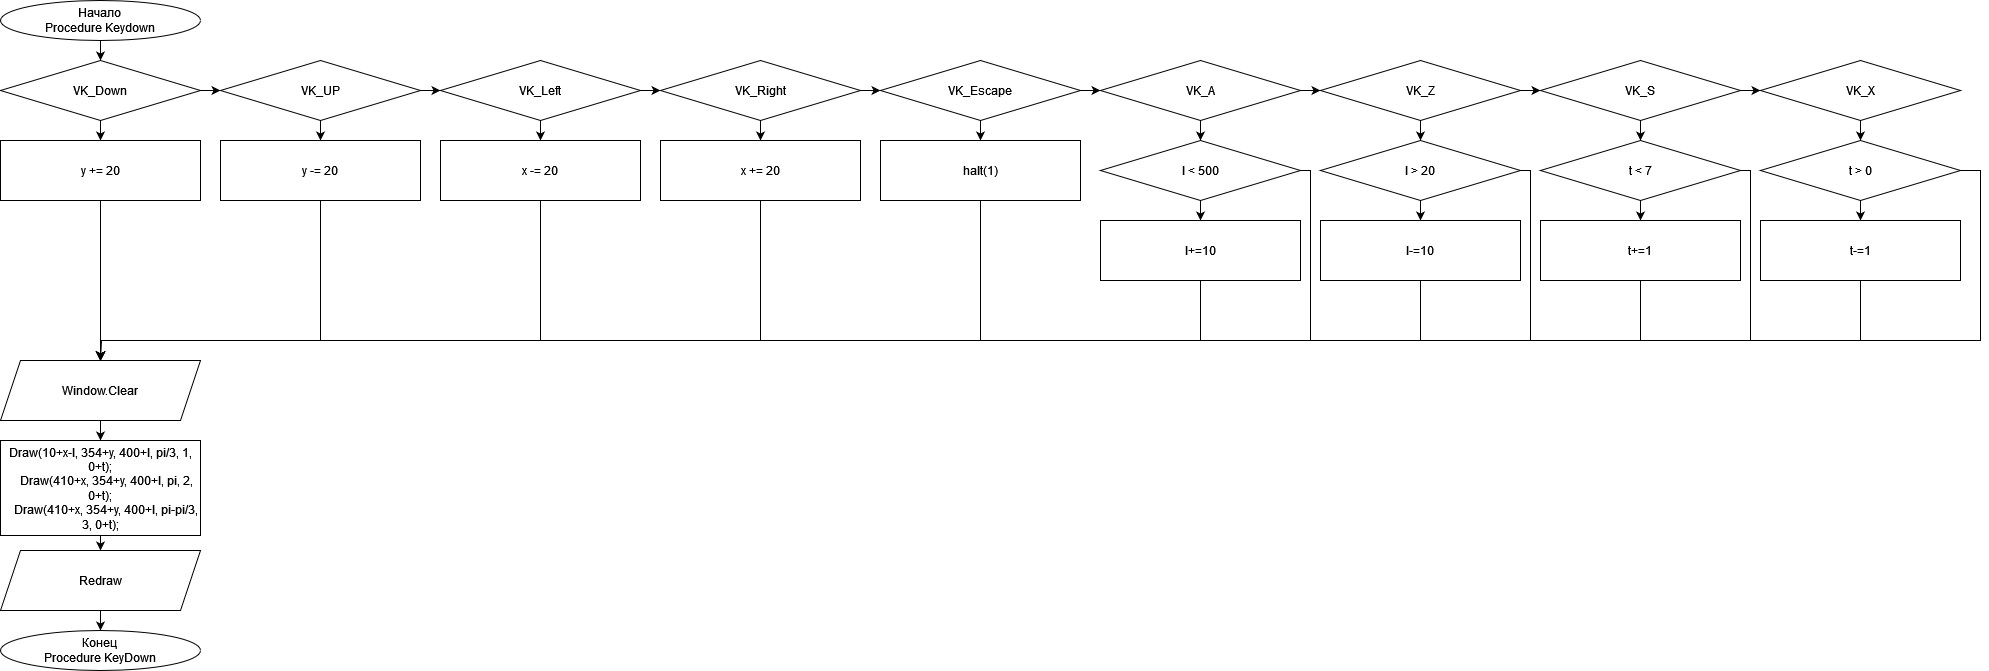 Начало
Procedure Keydown
VK_Down
VK_UP
VK_Left
VK_Right
VK_Escape
VK_A
VK_Z
VK_S
VK_X
y += 20
y -= 20
x -= 20
x += 20
halt(1)
l < 500
l > 20
t < 7
t > 0
l+=10
l-=10
t+=1
t-=1
Window.Clear
Draw(10+x-l, 354+y, 400+l, pi/3, 1,
0+t);
Draw(410+x, 354+y, 400+l, pi, 2,
0+t);
Draw(410+x, 354+y, 400+l, pi-pi/3,
3, 0+t);
Redraw
Конец
Procedure KeyDown